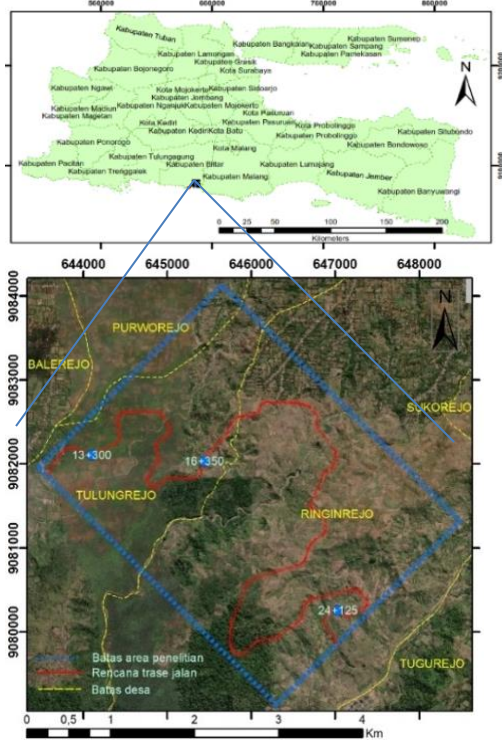 600000 700000 800000
Kabupaten Tuban
Kabupaten Sumenep
Kabupaten Bangkalan
Kabupaten Sampang
Kabupaten Lamongan
Kabupaten Pamekasan
Kabupaten Gresik
Kabupaten Bojonegoro
Kota Surabaya
N
Kabupaten Ngawi
Kota Mojokerto
Kabupaten Sidoarjo
Kabupaten Jombang
Kabupaten Madiun
Kabupaten Nganjuk
Kabupaten Mojokerto
Kabupaten Magetan
Kota Pasuruan
Kota Kediri
Kabupaten Pasuruan
Kota Probolinggo
Kabupaten Kediri
Kota Batu
Kabupaten Probolinggo
Kabupaten Situbondo
Kabupaten Ponorogo
Kota Malang
Kabupaten Bondowoso
Kabupaten Tulungagung
Kabupaten Pacitan
Kabupaten Blitar
Kabupaten Lumajang
Kabupaten Trenggalek
Kabupaten Malang
Kabupaten Jember
Kabupaten Banyuwangi
0 50 100 150 200
Kilometers
644000 645000 646000 647000 648000
9084000
N
PURWOREJO
BALEREJO
9083000
SUKOREJO
13+300
16+350
9082000
TULUNGREJO
RINGINREJO
9081000
24+125
9080000
TUGUREJO
Batas area penelitian
Rencana trase jalan
Batas desa
0 0,5 1 2 3 4
Km